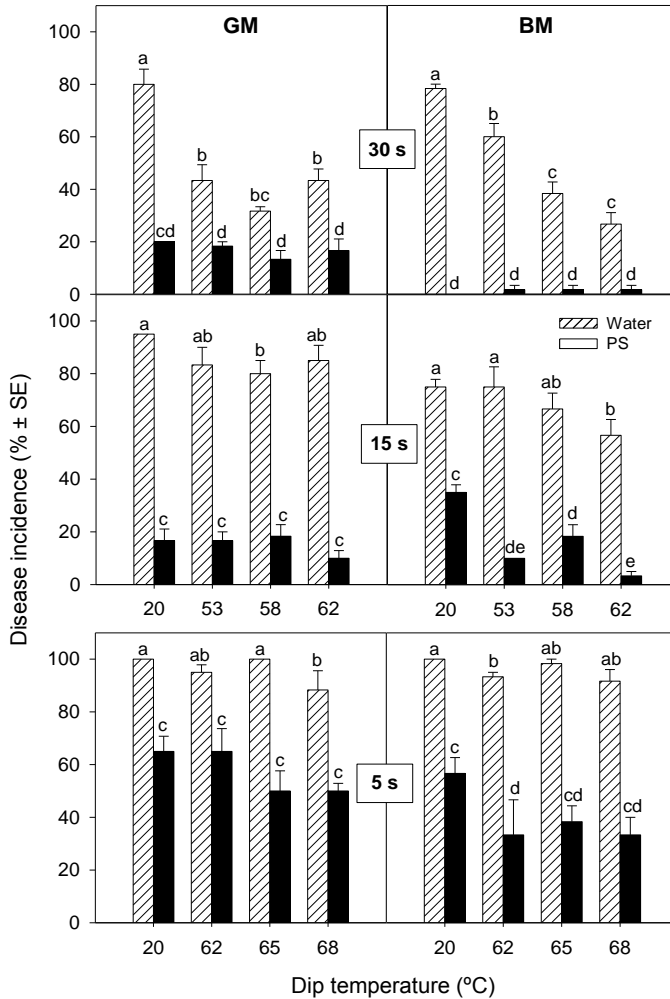 GM
BM
100
80
60
40
20
0
a
b
bc
b
cd
d
d
d
30 s
a
b
c
c
d
d
d
d
Disease incidence (% ± SE)
100
80
60
40
20
0
a
ab
b
ab
c
c
c
c
15 s
Water
PS
a
a
ab
b
c
de
d
e
20 53 58 62
20 53 58 62
100
80
60
40
20
0
a
ab
a
b
c
c
c
c
5 s
a
b
ab
ab
c
d
cd
cd
20 62 65 68
20 62 65 68
Dip temperature (ºC)